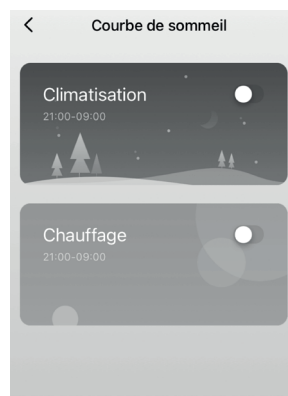 Courbe de sommeil
Climatisation
21:00-09:00
Chauffage
21:00-09:00